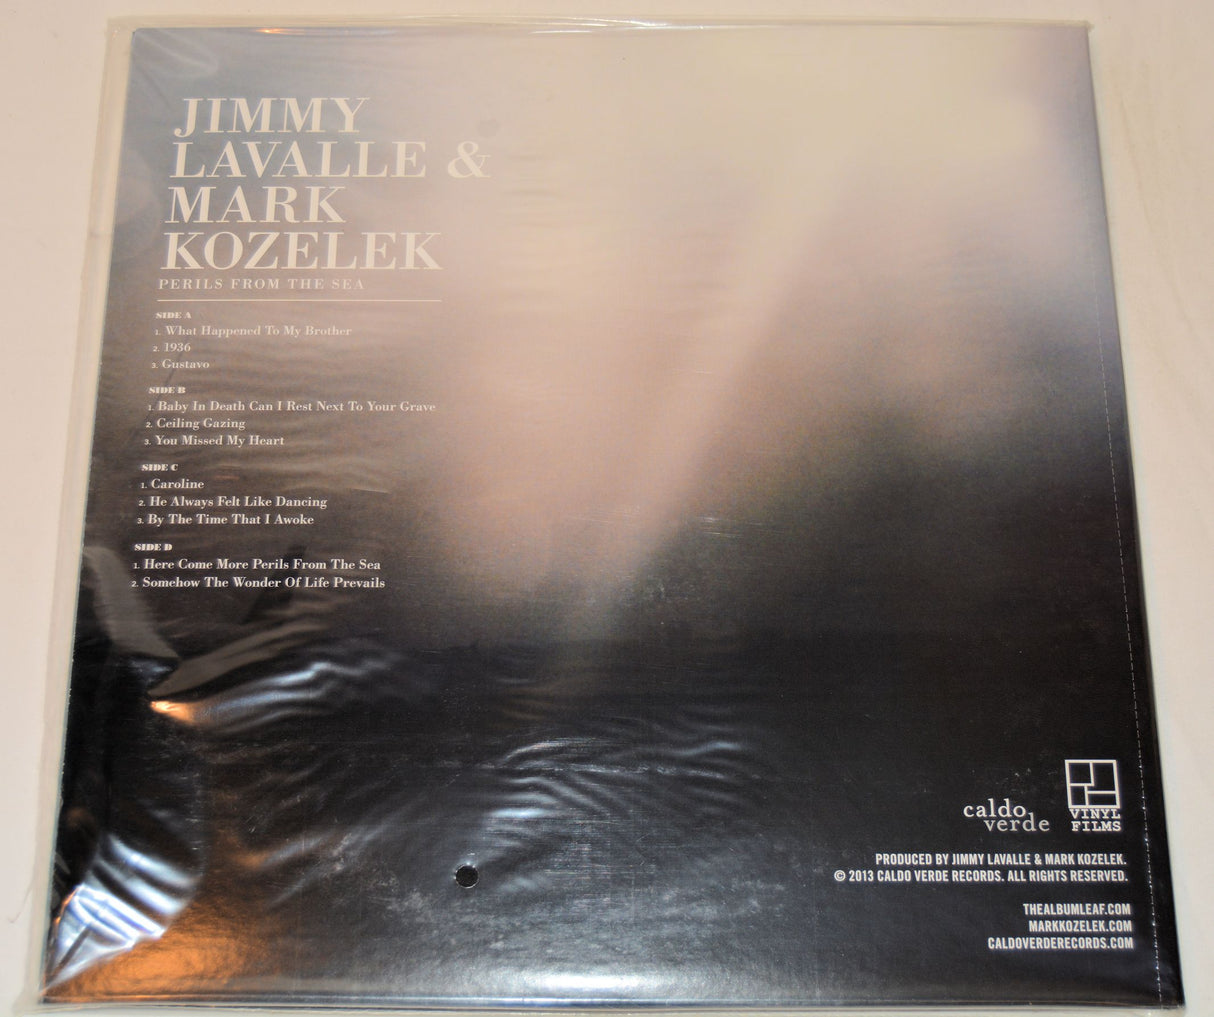 JIMMY
LAVALLE &
MARK
KOZELEK
PERILS FROM THE SEA
SIDE A
1. What Happened To My Brother
2. 1936
3. Gustavo
SIDE B
1. Baby In Death Can I Rest Next To Your Grave
2. Ceiling Gazing
3. You Missed My Heart
SIDE C
1. Caroline
2. He Always Felt Like Dancing
3. By The Time That I Awoke
SIDE D
1. Here Come More Perils From The Sea
2. Somehow The Wonder Of Life Prevails
caldo
verde
VINYL
FILMS
PRODUCED BY JIMMY LAVALLE & MARK KOZELEK.
© 2013 CALDO VERDE RECORDS. ALL RIGHTS RESERVED.
THEALBUMLEAF.COM
MARKKOZELEK.COM
CALDOVERDERECORDS.COM